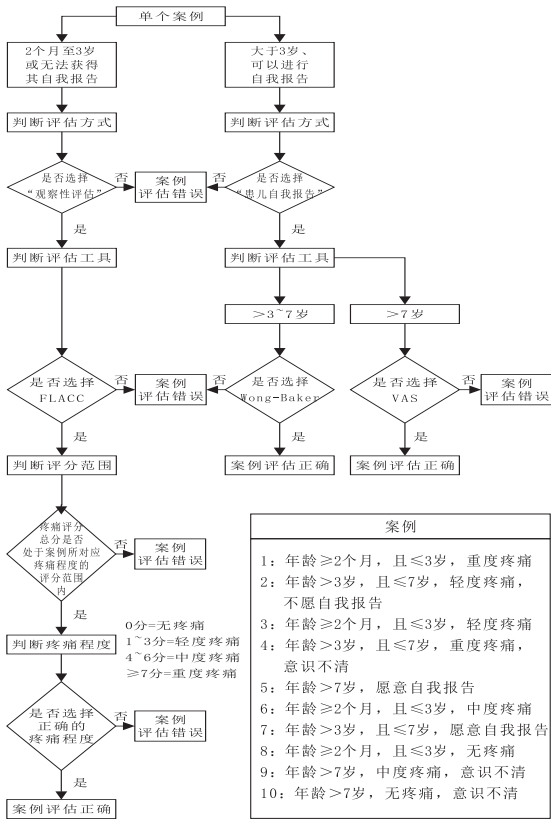 单个案例
2个月至3岁
或无法获得
其自我报告
大于3岁、
可以进行
自我报告
判断评估方式
判断评估方式
是否选择
“观察性评估”
否
案例
评估错误
否
是否选择
“患儿自我报告”
是
是
判断评估工具
判断评估工具
>3~7岁
>7岁
是否选择
FLACC
否
案例
评估错误
否
是否选择
Wong-Baker
是否选择
VAS
否
案例
评估错误
是
是
是
判断评分范围
案例评估正确
案例评估正确
疼痛评分
总分是否
处于案例所对应
疼痛程度的
评分范围
内
否
案例
评估错误
是
判断疼痛程度
0分=无疼痛
1~3分=轻度疼痛
4~6分=中度疼痛
≥7分=重度疼痛
是否选择
正确的
疼痛程度
否
案例
评估错误
是
案例评估正确
案例
1: 年龄≥2个月, 且≤3岁, 重度疼痛
2: 年龄>3岁, 且≤7岁, 轻度疼痛,
不愿自我报告
3: 年龄≥2个月, 且≤3岁, 轻度疼痛
4: 年龄>3岁, 且≤7岁, 重度疼痛,
意识不清
5: 年龄>7岁, 愿意自我报告
6: 年龄≥2个月, 且≤3岁, 中度疼痛
7: 年龄>3岁, 且≤7岁, 愿意自我报告
8: 年龄≥2个月, 且≤3岁, 无疼痛
9: 年龄>7岁, 中度疼痛, 意识不清
10: 年龄>7岁, 无疼痛, 意识不清